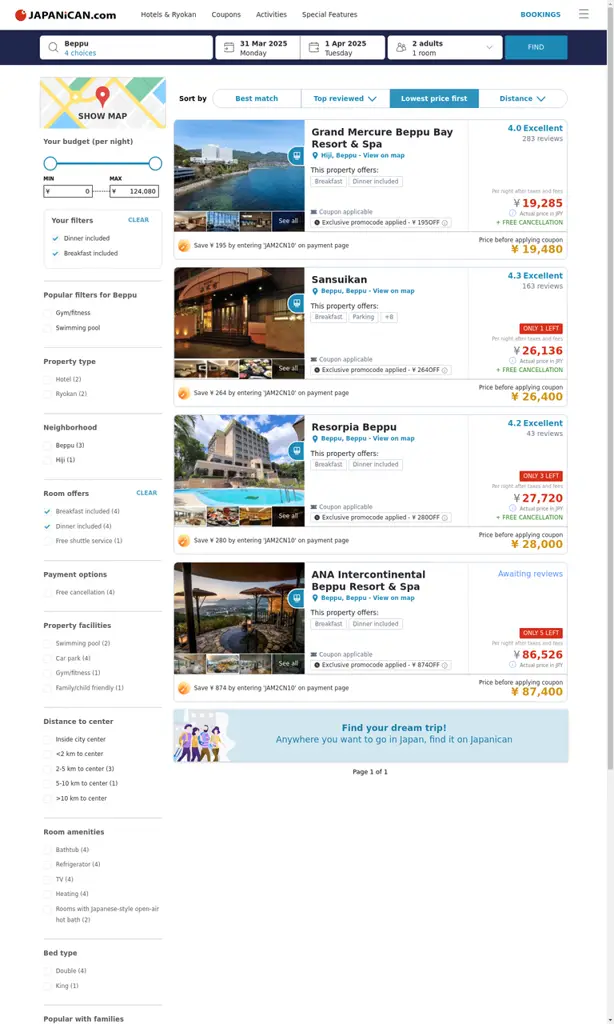 JAPANiCAN.com
Hotels & Ryokan
Coupons
Activities
Special Features
BOOKINGS
Beppu
4 choices
31 Mar 2025
Monday
1 Apr 2025
Tuesday
2 adults
1 room
FIND
SHOW MAP
Your budget (per night)
MIN
MAX
¥ 0
¥ 124,080
Your filters
CLEAR
Dinner included
Breakfast included
Popular filters for Beppu
Gym/fitness
Swimming pool
Property type
Hotel (2)
Ryokan (2)
Neighborhood
Beppu (3)
Hiji (1)
Room offers
CLEAR
Breakfast included (4)
Dinner included (4)
Free shuttle service (1)
Payment options
Free cancellation (4)
Property facilities
Swimming pool (2)
Car park (4)
Gym/fitness (1)
Family/child friendly (1)
Distance to center
Inside city center
<2 km to center
2-5 km to center (3)
5-10 km to center (1)
>10 km to center
Room amenities
Bathtub (4)
Refrigerator (4)
TV (4)
Heating (4)
Rooms with Japanese-style open-air
hot bath (2)
Bed type
Double (4)
King (1)
Popular with families
Sort by
Best match
Top reviewed
Lowest price first
Distance
Grand Mercure Beppu Bay
Resort & Spa
Hiji, Beppu - View on map
This property offers:
Breakfast
Dinner included
4.0 Excellent
283 reviews
See all
Coupon applicable
Exclusive promocode applied - ¥ 195OFF
Per night after taxes and fees
¥ 19,285
Actual price in JPY
+ FREE CANCELLATION
Save ¥ 195 by entering 'JAM2CN10' on payment page
Price before applying coupon
¥ 19,480
Sansuikan
Beppu, Beppu - View on map
This property offers:
Breakfast
Parking
+8
4.3 Excellent
163 reviews
See all
Coupon applicable
Exclusive promocode applied - ¥ 264OFF
ONLY 1 LEFT
Per night after taxes and fees
¥ 26,136
Actual price in JPY
+ FREE CANCELLATION
Save ¥ 264 by entering 'JAM2CN10' on payment page
Price before applying coupon
¥ 26,400
Resorpia Beppu
Beppu, Beppu - View on map
This property offers:
Breakfast
Dinner included
4.2 Excellent
43 reviews
See all
Coupon applicable
Exclusive promocode applied - ¥ 280OFF
ONLY 3 LEFT
Per night after taxes and fees
¥ 27,720
Actual price in JPY
+ FREE CANCELLATION
Save ¥ 280 by entering 'JAM2CN10' on payment page
Price before applying coupon
¥ 28,000
ANA Intercontinental
Beppu Resort & Spa
Beppu, Beppu - View on map
This property offers:
Breakfast
Dinner included
Awaiting reviews
See all
Coupon applicable
Exclusive promocode applied - ¥ 874OFF
ONLY 5 LEFT
Per night after taxes and fees
¥ 86,526
Actual price in JPY
Save ¥ 874 by entering 'JAM2CN10' on payment page
Price before applying coupon
¥ 87,400
Find your dream trip!
Anywhere you want to go in Japan, find it on Japanican
Page 1 of 1